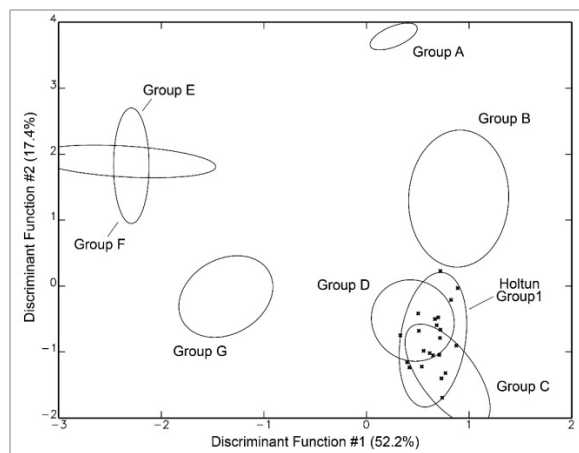 4
Group A
3
Group E
Group B
2
Discriminant Function #2 (17.4%)
1
Group F
0
Group D
Holtun
Group1
Group G
-1
Group C
-2
-3
-2
-1
0
1
2
Discriminant Function #1 (52.2%)